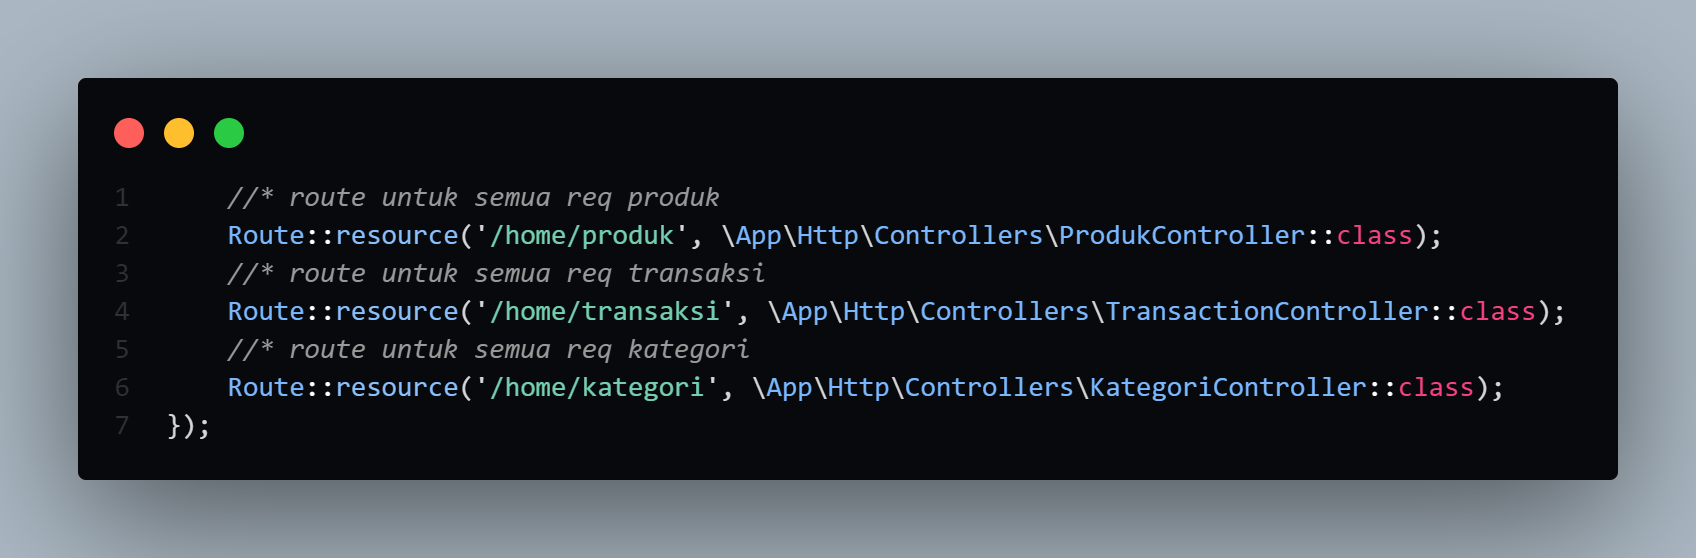 1 //* route untuk semua req produk
2 Route::resource('/home/produk', \App\Http\Controllers\ProdukController::class);
3 //* route untuk semua req transaksi
4 Route::resource('/home/transaksi', \App\Http\Controllers\TransactionController::class);
5 //* route untuk semua req kategori
6 Route::resource('/home/kategori', \App\Http\Controllers\KategoriController::class);
7 });